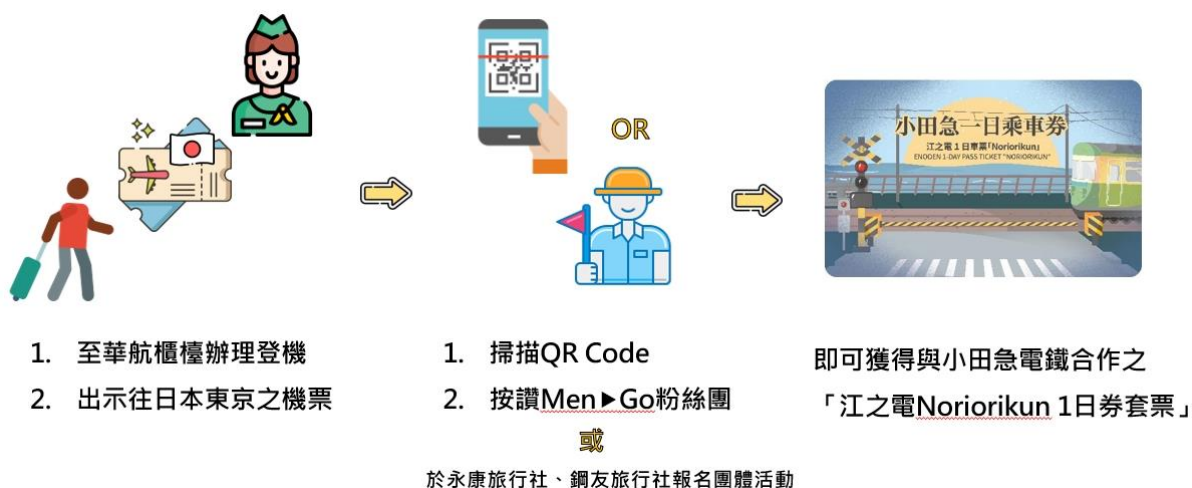 OR
小田急一日乘車券
江之電1日車票「Noriorikun」
ENODEN 1-DAY PASS TICKET "NORIORIKUN"
1. 至華航櫃檯辦理登機
2. 出示往日本東京之機票
1. 掃描QR Code
2. 按讚Men▶Go粉絲團
或
於永康旅行社、鋼友旅行社報名團體活動
即可獲得與小田急電鐵合作之
「江之電Noriorikun 1日券套票」